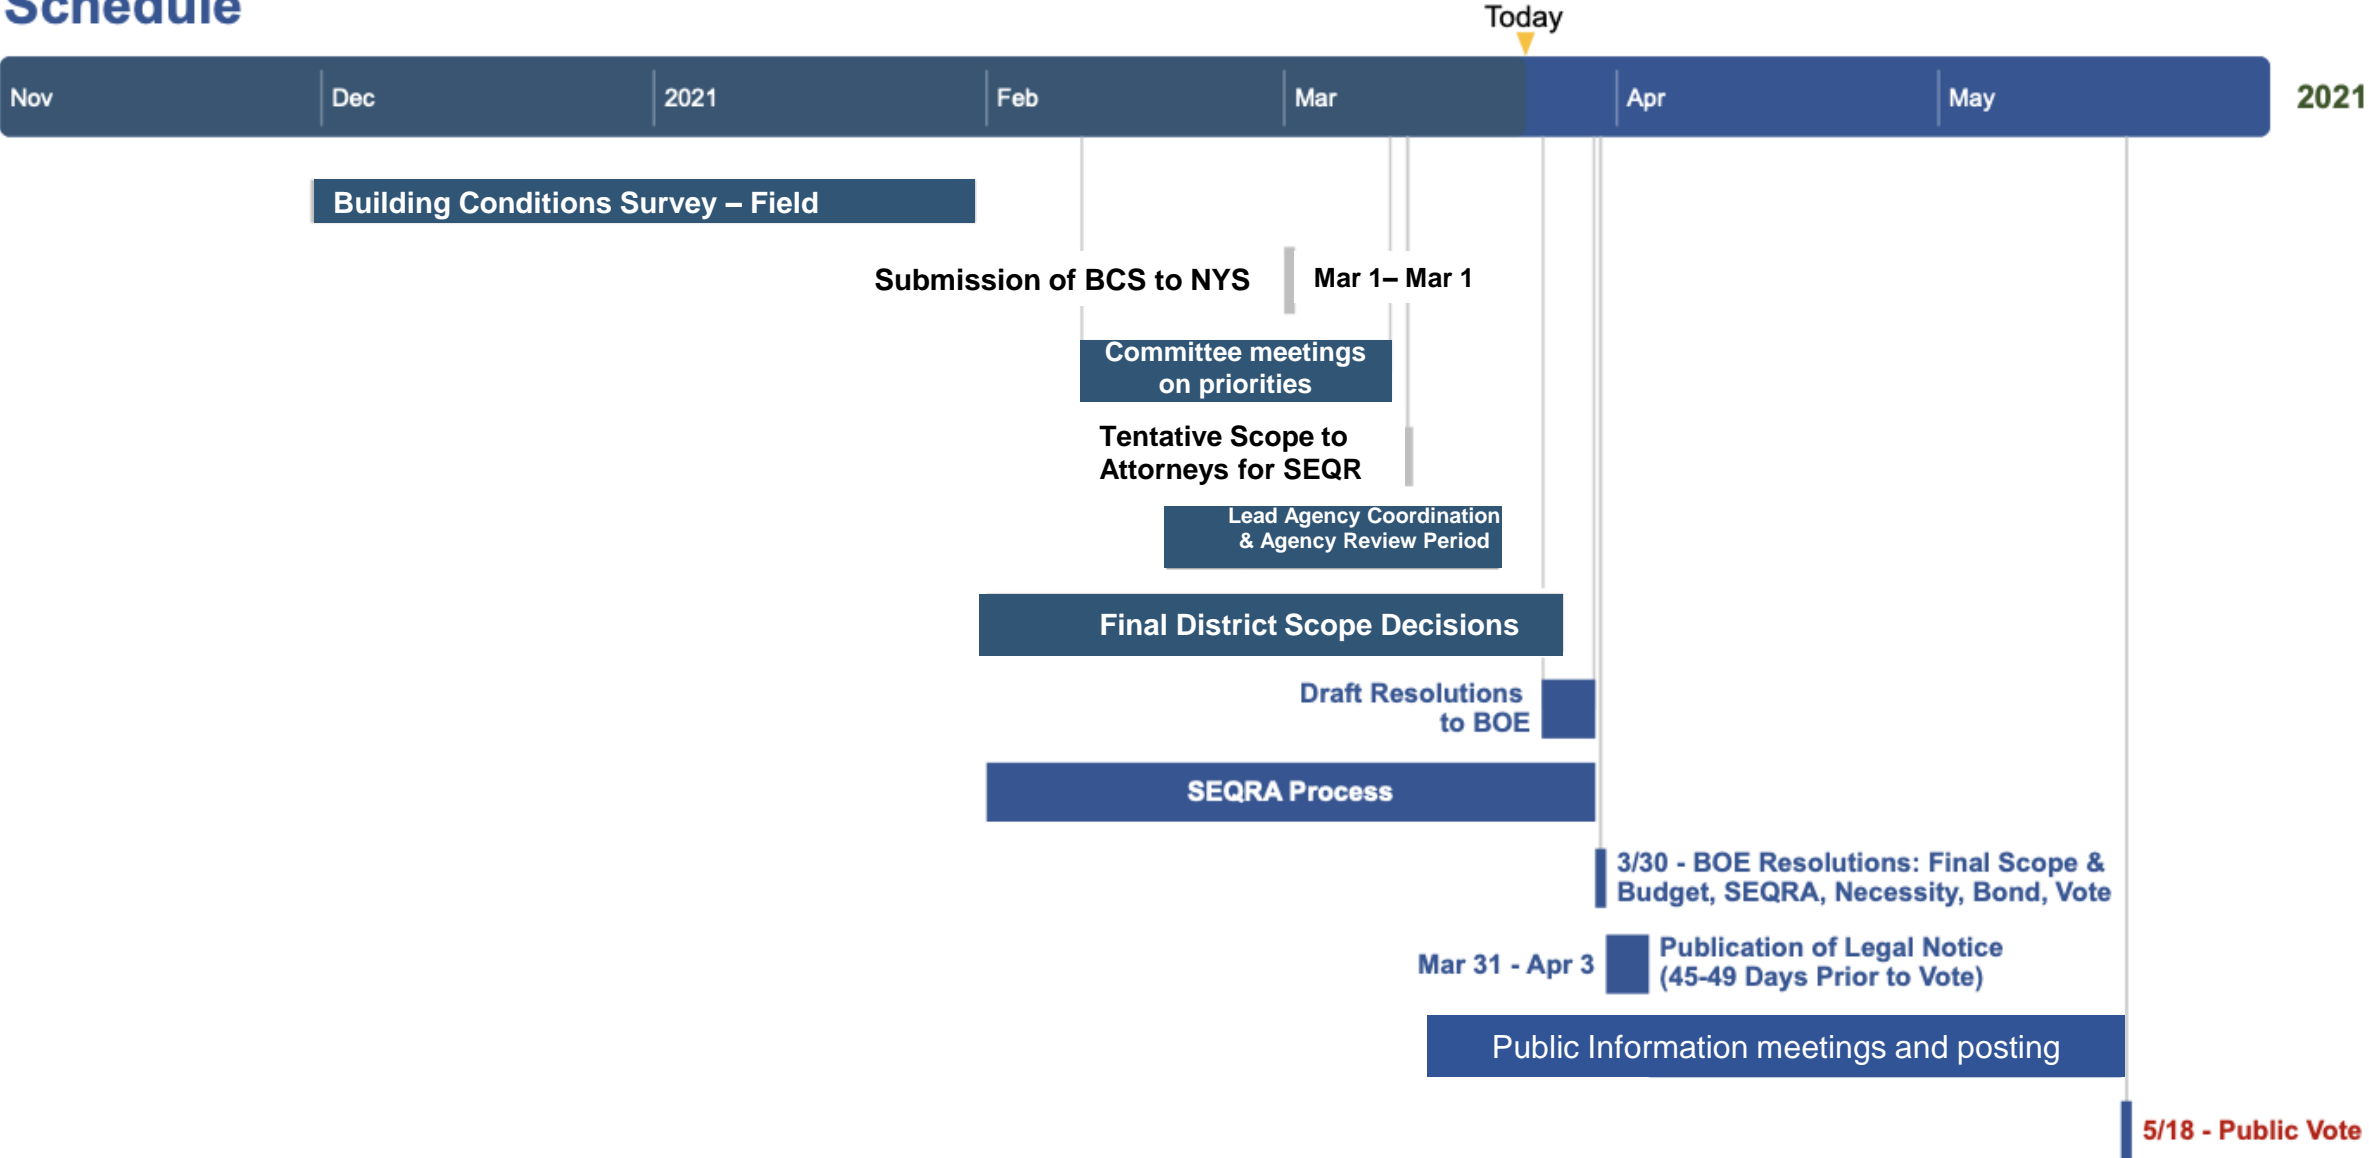 Schedule
Today
Nov
Dec
2021
Feb
Mar
Apr
May
2021
Building Conditions Survey – Field
Submission of BCS to NYS
Mar 1– Mar 1
Committee meetings
on priorities
Tentative Scope to
Attorneys for SEQR
Lead Agency Coordination
& Agency Review Period
Final District Scope Decisions
Draft Resolutions
to BOE
SEQRA Process
3/30 - BOE Resolutions: Final Scope &
Budget, SEQRA, Necessity, Bond, Vote
Mar 31 - Apr 3
Publication of Legal Notice
(45-49 Days Prior to Vote)
Public Information meetings and posting
5/18 - Public Vote